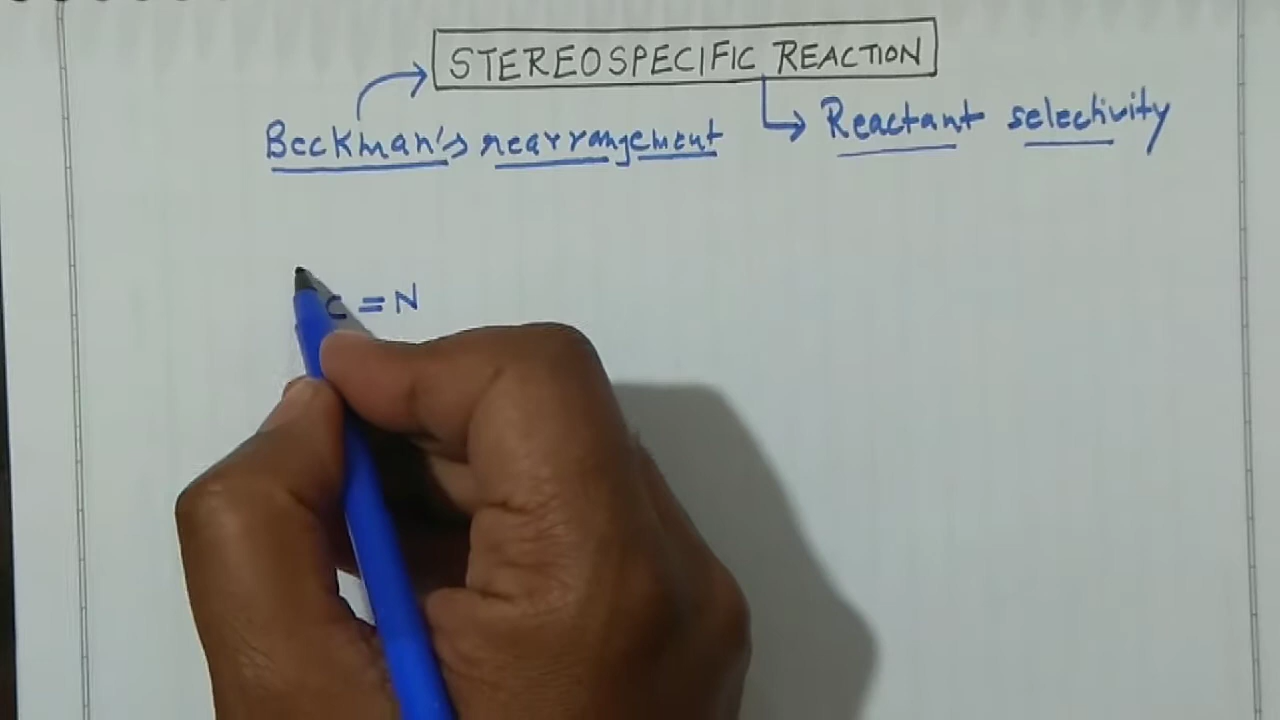 STEREOSPECIFIC REACTION
Beckman's rearrangement
Reactant selectivity
C = N